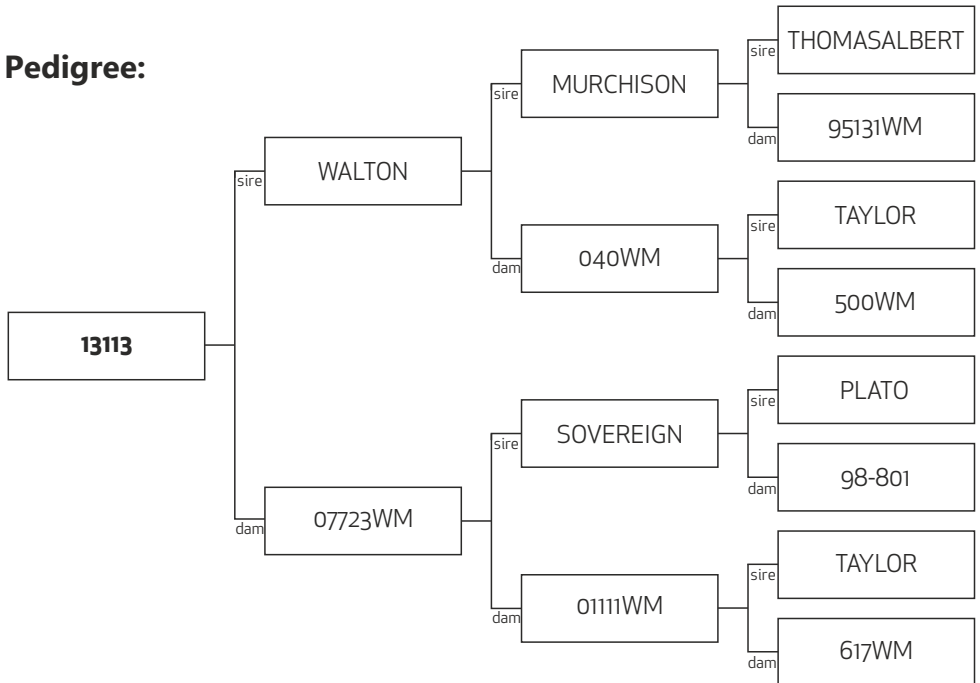 Pedigree:
13113
sire
WALTON
dam
07723WM
sire
MURCHISON
dam
040WM
sire
SOVEREIGN
dam
01111WM
sire
THOMASALBERT
dam
95131WM
sire
TAYLOR
dam
500WM
sire
PLATO
dam
98-801
sire
TAYLOR
dam
617WM